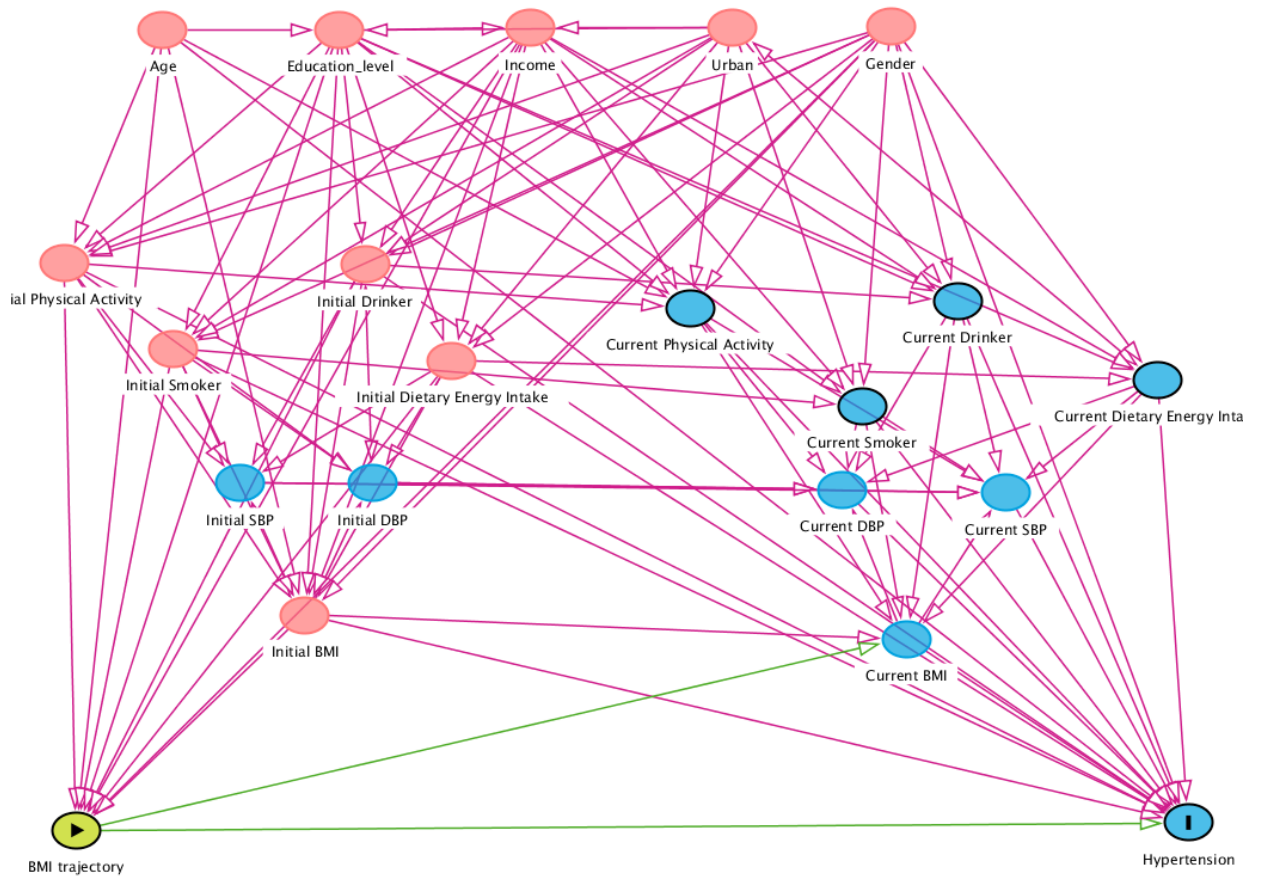 Age
Education_level
Income
Urban
Gender
ial Physical Activity
Initial Drinker
Current Physical Activity
Current Drinker
Initial Smoker
Initial Dietary Energy Intake
Current Smoker
Current Dietary Energy Inta
Initial SBP
Initial DBP
Current DBP
Current SBP
Initial BMI
Current BMI
BMI trajectory
Hypertension